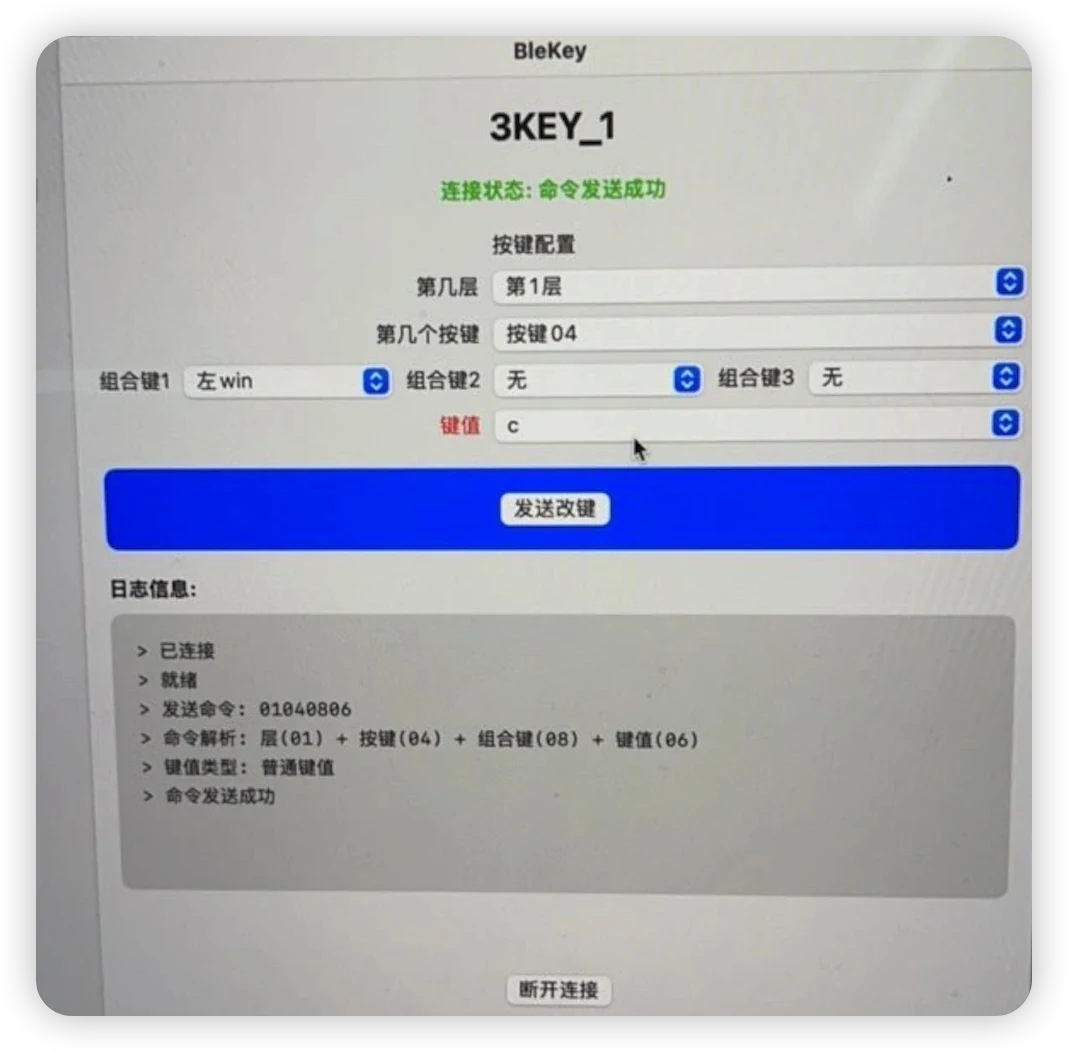 BleKey
3KEY_1
连接状态: 命令发送成功
按键配置
第几层 第1层
第几个按键 按键04
组合键1 左win 组合键2 无 组合键3 无
键值 c
发送改键
日志信息:
> 已连接
> 就绪
> 发送命令: 01040806
> 命令解析: 层(01) + 按键(04) + 组合键(08) + 键值(06)
> 键值类型: 普通键值
> 命令发送成功
断开连接